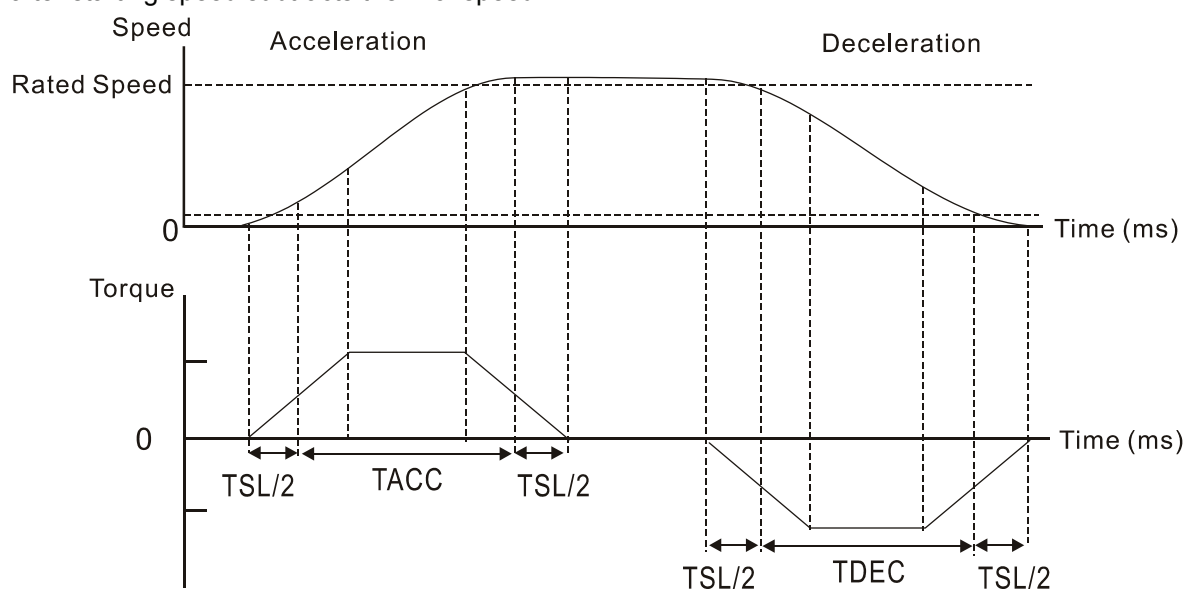 Speed
Acceleration
Deceleration
Rated Speed
0
Time (ms)
Torque
0
Time (ms)
TSL/2
TACC
TSL/2
TSL/2
TDEC
TSL/2